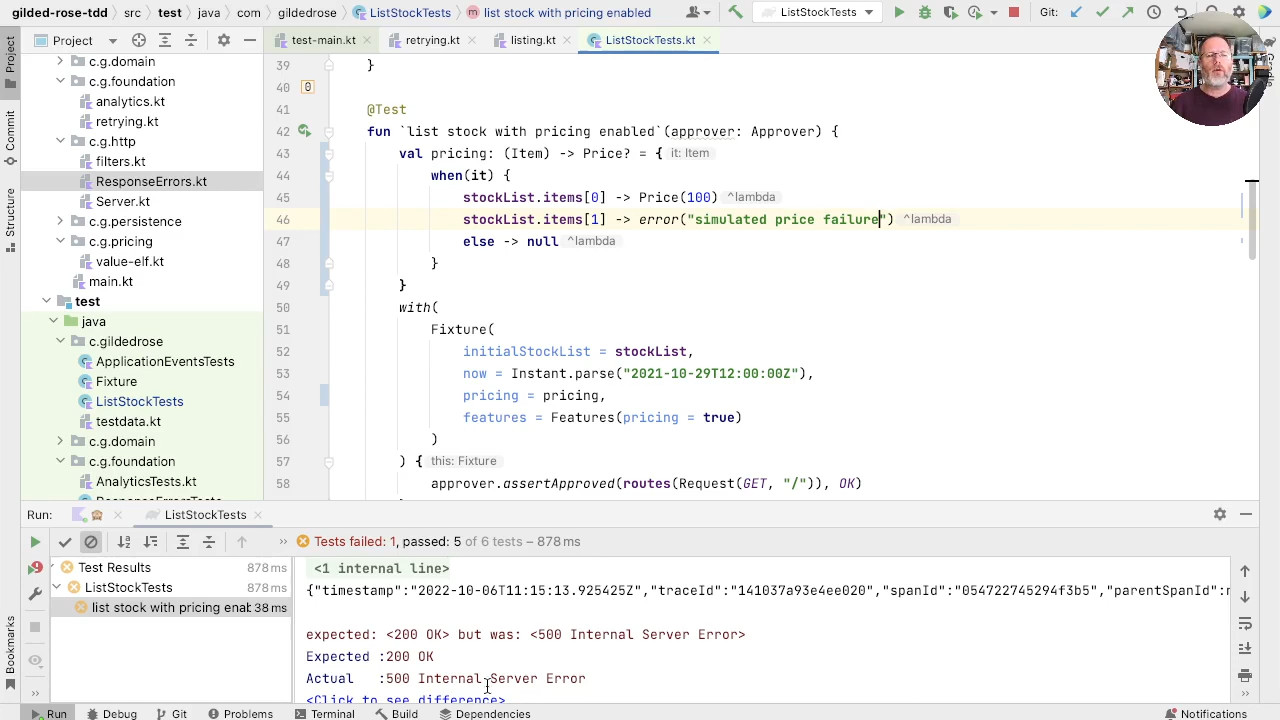 gilded-rose-tdd › src › test › java › com › gildedrose › ListStockTests › list stock with pricing enabled ListStockTests Git:
Project test-main.kt retrying.kt listing.kt ListStockTests.kt
Project
Commit
Structure
Bookmarks
c.g.domain
c.g.foundation
analytics.kt
retrying.kt
c.g.http
filters.kt
ResponseErrors.kt
Server.kt
c.g.persistence
c.g.pricing
value-elf.kt
main.kt
test
java
c.gildedrose
ApplicationEventsTests
Fixture
ListStockTests
testdata.kt
c.g.domain
c.g.foundation
AnalyticsTests.kt
ResponseErrorsTests
39 }
40
41 @Test
42 fun `list stock with pricing enabled`(approver: Approver) {
43 val pricing: (Item) -> Price? = { it: Item
44 when(it) {
45 stockList.items[0] -> Price(100) ^lambda
46 stockList.items[1] -> error("simulated price failure") ^lambda
47 else -> null ^lambda
48 }
49 }
50 with(
51 Fixture(
52 initialStockList = stockList,
53 now = Instant.parse("2021-10-29T12:00:00Z"),
54 pricing = pricing,
55 features = Features(pricing = true)
56 )
57 ) { this: Fixture
58 approver.assertApproved(routes(Request(GET, "/")), OK)
Run: ListStockTests
Tests failed: 1, passed: 5 of 6 tests – 878 ms
Test Results 878 ms
ListStockTests 878 ms
list stock with pricing enat 38 ms
<1 internal line>
{"timestamp":"2022-10-06T11:15:13.925425Z","traceId":"141037a93e4ee020","spanId":"054722745294f3b5","parentSpanId":
expected: <200 OK> but was: <500 Internal Server Error>
Expected :200 OK
Actual :500 Internal Server Error
<Click to see difference>
Run Debug Git Problems Terminal Build Dependencies Notifications